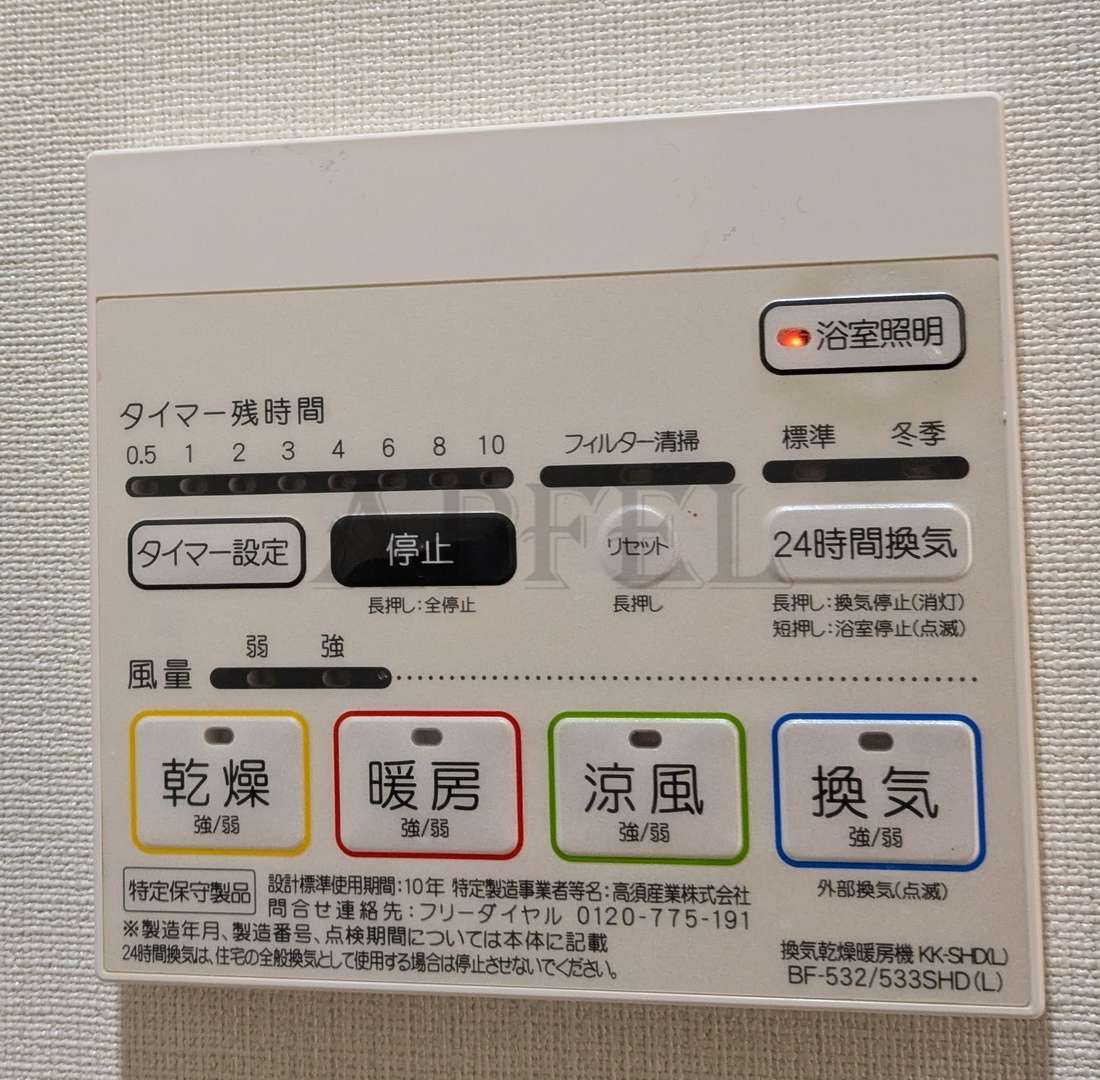 浴室照明
タイマー残時間
0.5 1 2 3 4 6 8 10
フィルター清掃
標準 冬季
タイマー設定
停止
長押し:全停止
リセット
長押し
24時間換気
長押し:換気停止(消灯)
短押し:浴室停止(点滅)
弱 強
風量
乾燥
強/弱
暖房
強/弱
涼風
強/弱
換気
強/弱
外部換気(点滅)
特定保守製品
設計標準使用期間:10年 特定製造事業者等名:高須産業株式会社
問合せ連絡先:フリーダイヤル 0120-775-191
※製造年月、製造番号、点検期間については本体に記載
24時間換気は、住宅の全般換気として使用する場合は停止させないでください。
換気乾燥暖房機 KK-SHD(L)
BF-532/533SHD(L)
APFEL